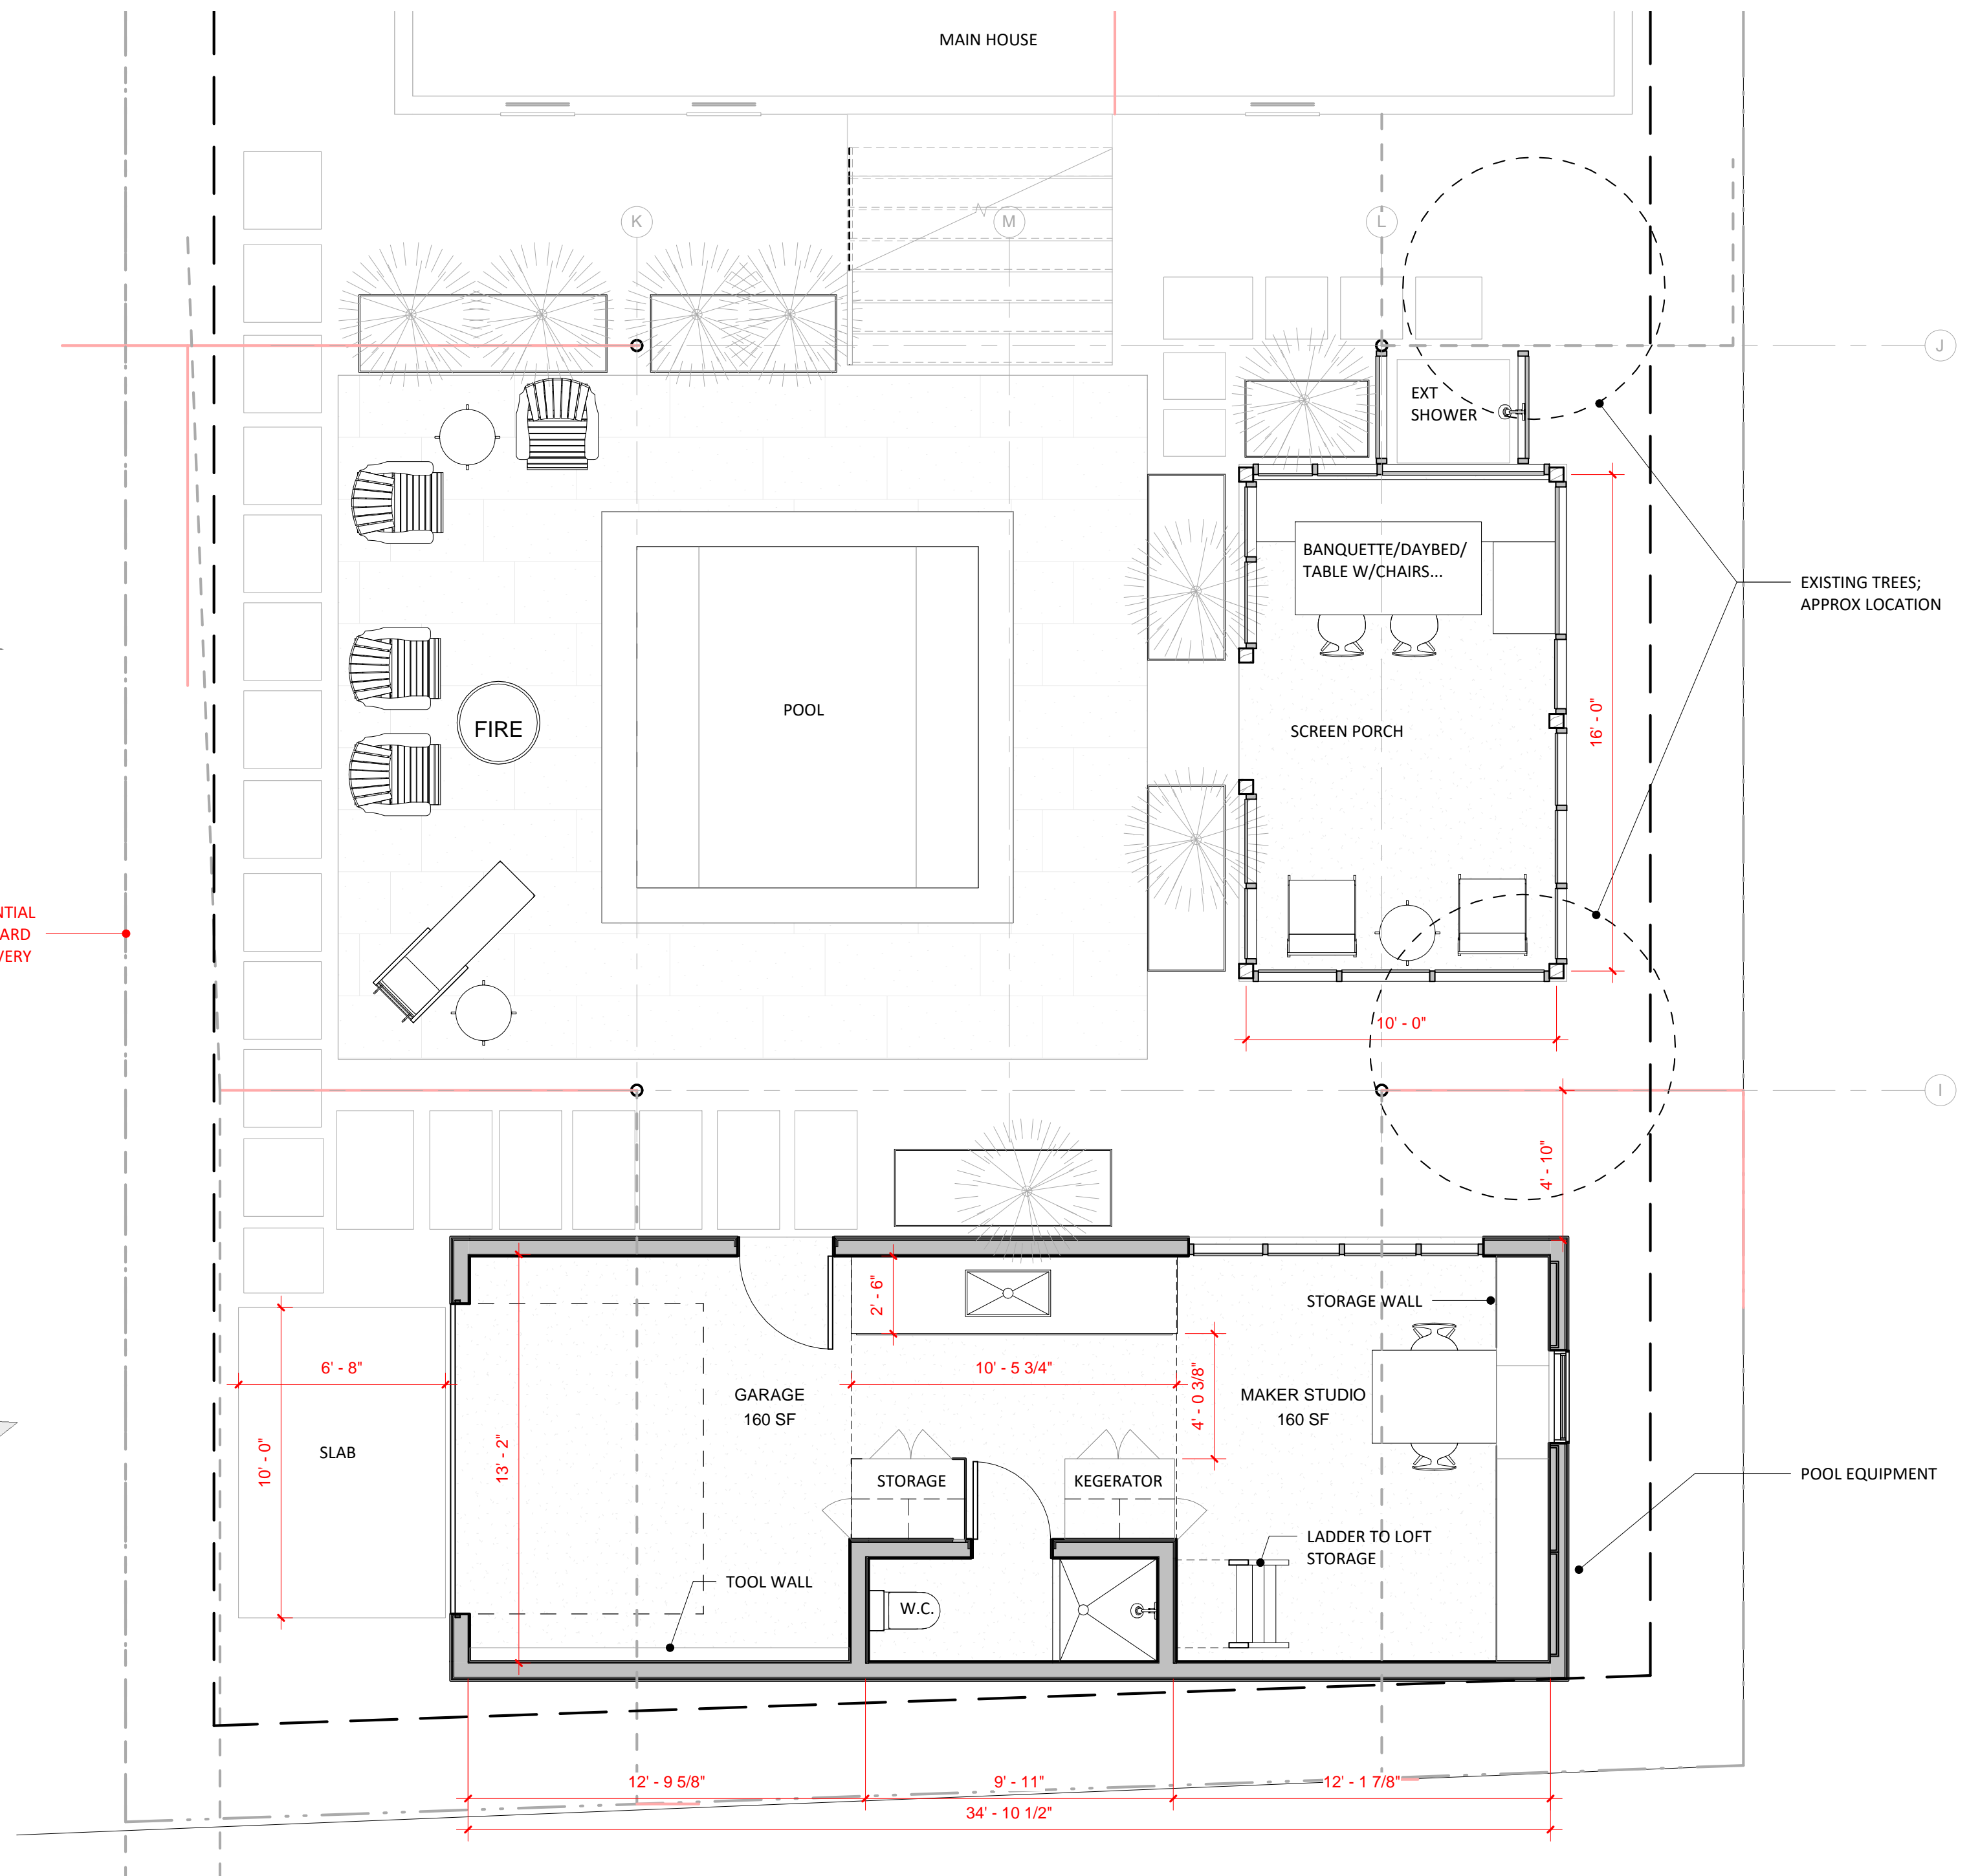 MAIN HOUSE
K
M
L
J
EXT
SHOWER
BANQUETTE/DAYBED/
TABLE W/CHAIRS...
EXISTING TREES;
APPROX LOCATION
POOL
FIRE
SCREEN PORCH
16' - 0"
NTIAL
ARD
VERY
10' - 0"
I
4' - 10"
2' - 6"
STORAGE WALL
6' - 8"
10' - 5 3/4"
4' - 0 3/8"
GARAGE
160 SF
MAKER STUDIO
160 SF
10' - 0"
SLAB
13' - 2"
STORAGE
KEGERATOR
POOL EQUIPMENT
LADDER TO LOFT
STORAGE
TOOL WALL
W.C.
12' - 9 5/8"
9' - 11"
12' - 1 7/8"
34' - 10 1/2"